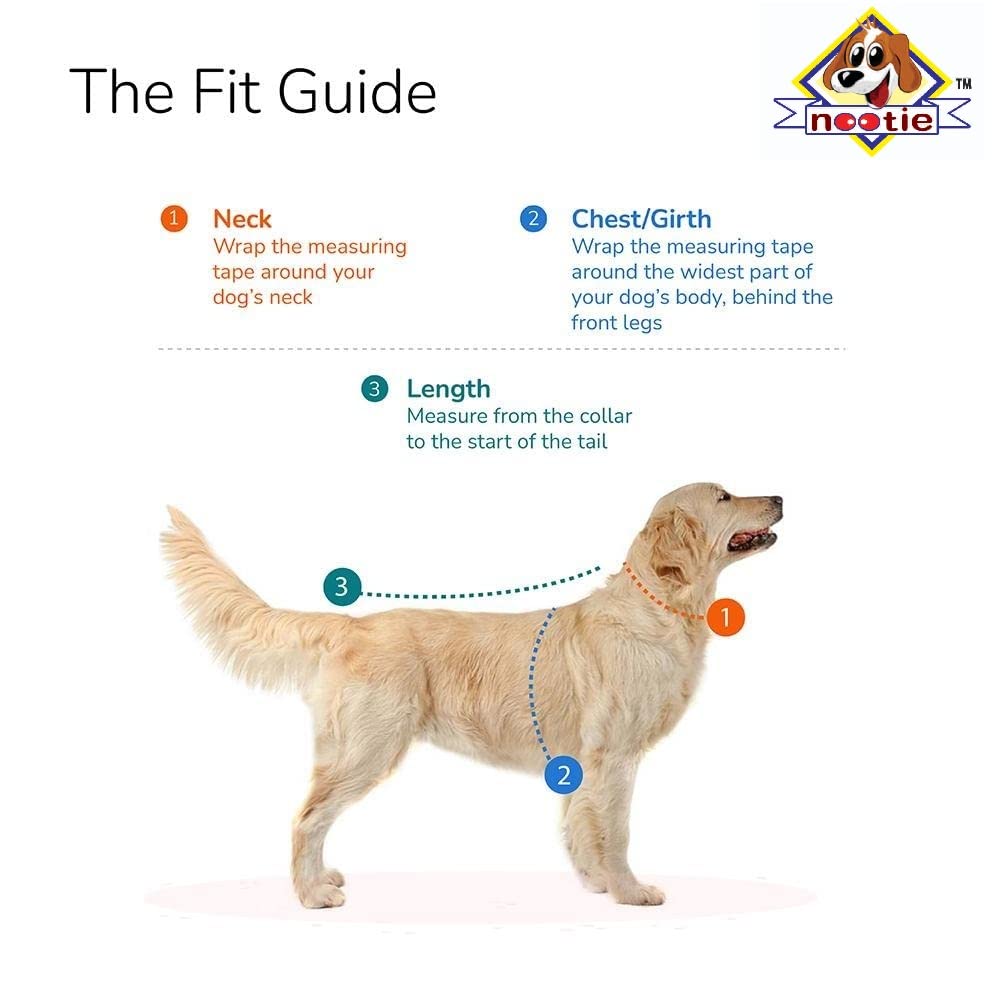 The Fit Guide
nootie
TM
1
Neck
Wrap the measuring
tape around your
dog’s neck
2
Chest/Girth
Wrap the measuring tape
around the widest part of
your dog’s body, behind the
front legs
3
Length
Measure from the collar
to the start of the tail
3
1
2